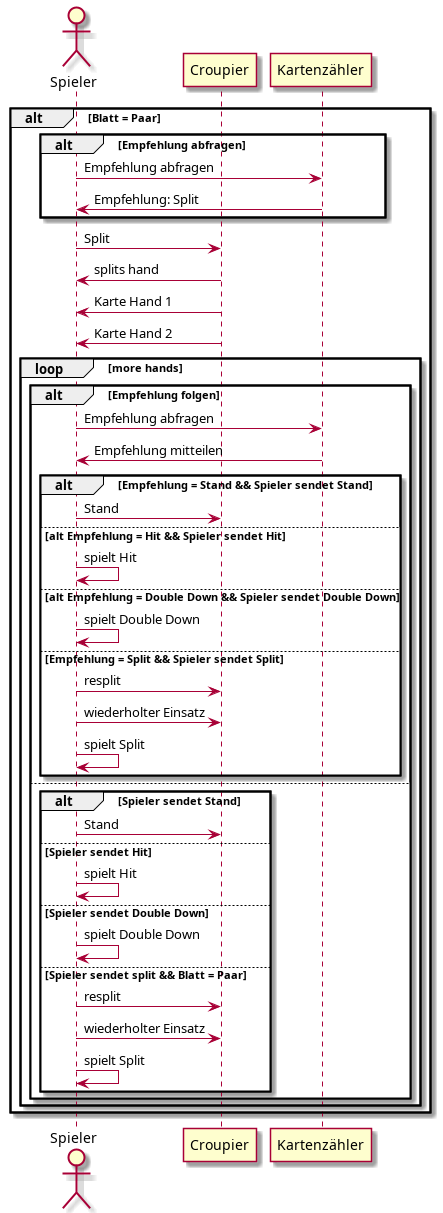 Spieler
Croupier
Kartenzähler
alt [Blatt = Paar]
alt [Empfehlung abfragen]
Empfehlung abfragen
Empfehlung: Split
Split
splits hand
Karte Hand 1
Karte Hand 2
loop [more hands]
alt [Empfehlung folgen]
Empfehlung abfragen
Empfehlung mitteilen
alt [Empfehlung = Stand && Spieler sendet Stand]
Stand
[alt Empfehlung = Hit && Spieler sendet Hit]
spielt Hit
[alt Empfehlung = Double Down && Spieler sendet Double Down]
spielt Double Down
[Empfehlung = Split && Spieler sendet Split]
resplit
wiederholter Einsatz
spielt Split
alt [Spieler sendet Stand]
Stand
[Spieler sendet Hit]
spielt Hit
[Spieler sendet Double Down]
spielt Double Down
[Spieler sendet split && Blatt = Paar]
resplit
wiederholter Einsatz
spielt Split
Spieler
Croupier
Kartenzähler